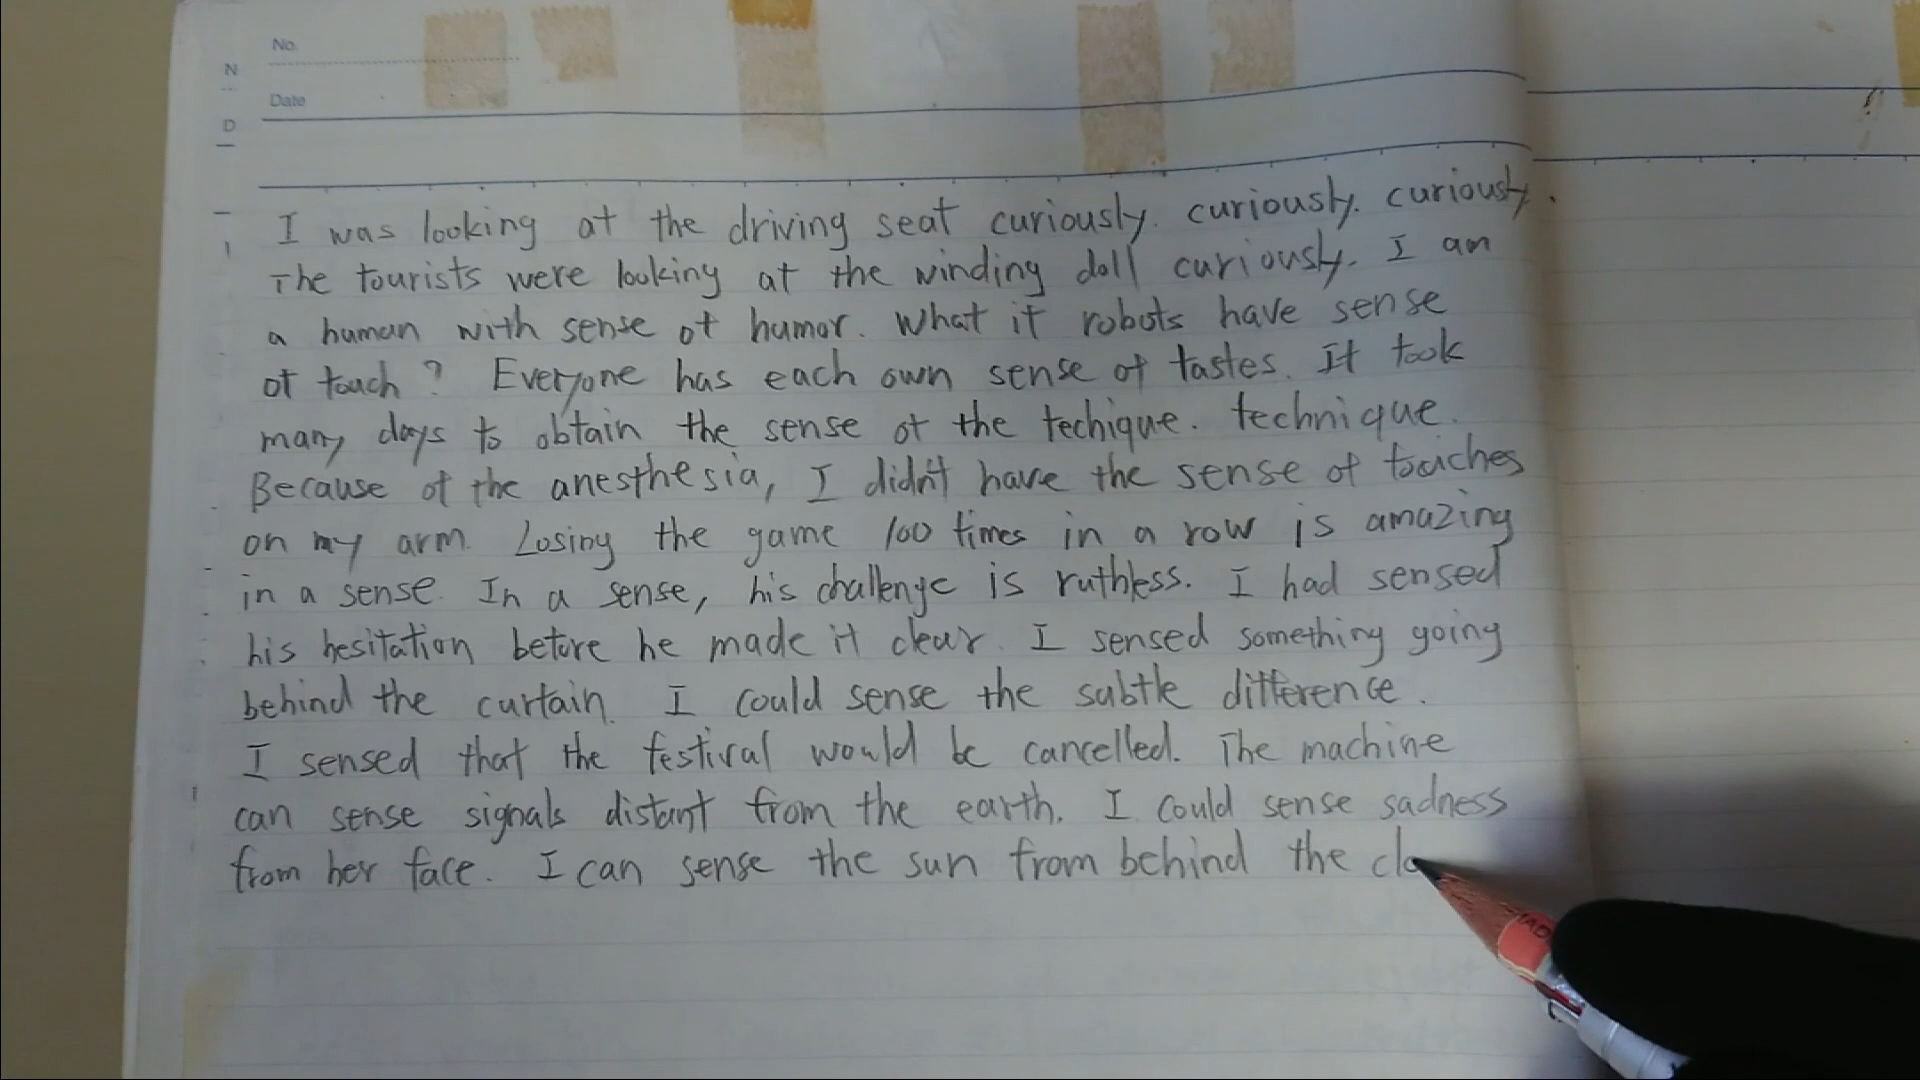 No.
N
Date
D
I was looking at the driving seat curiously. curiously. curiously.
The tourists were looking at the winding doll curiously. I am
a human with sense of humor. What if robots have sense
of touch? Everyone has each own sense of tastes. It took
many days to obtain the sense of the techique. technique.
Because of the anesthesia, I didn't have the sense of touches
on my arm. Losing the game 100 times in a row is amazing
in a sense. In a sense, his challenge is ruthless. I had sensed
his hesitation before he made it clear. I sensed something going
behind the curtain. I could sense the subtle difference.
I sensed that the festival would be cancelled. The machine
can sense signals distant from the earth. I could sense sadness
from her face. I can sense the sun from behind the clo